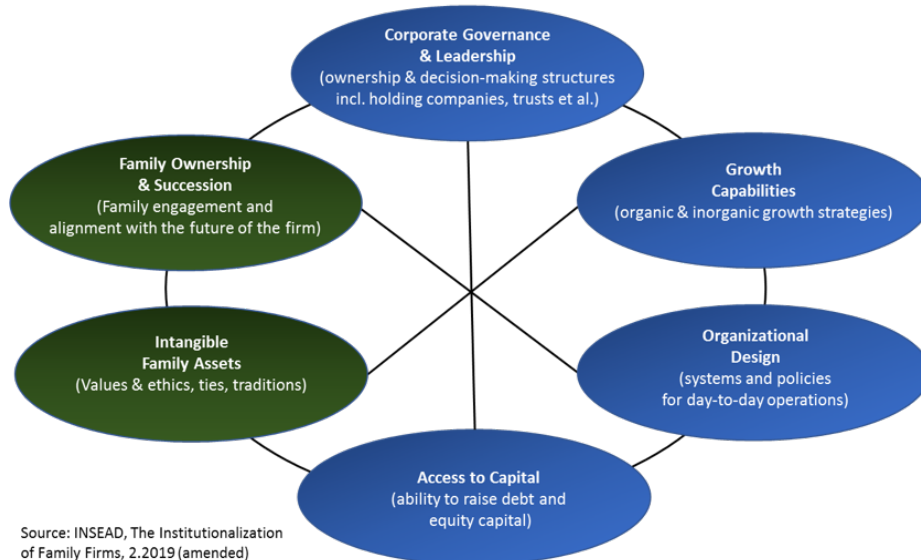 Corporate Governance
& Leadership
(ownership & decision-making structures
incl. holding companies, trusts et al.)
Family Ownership
& Succession
(Family engagement and
alignment with the future of the firm)
Growth
Capabilities
(organic & inorganic growth strategies)
Intangible
Family Assets
(Values & ethics, ties, traditions)
Organizational
Design
(systems and policies
for day-to-day operations)
Access to Capital
(ability to raise debt and
equity capital)
Source: INSEAD, The Institutionalization
of Family Firms, 2.2019 (amended)